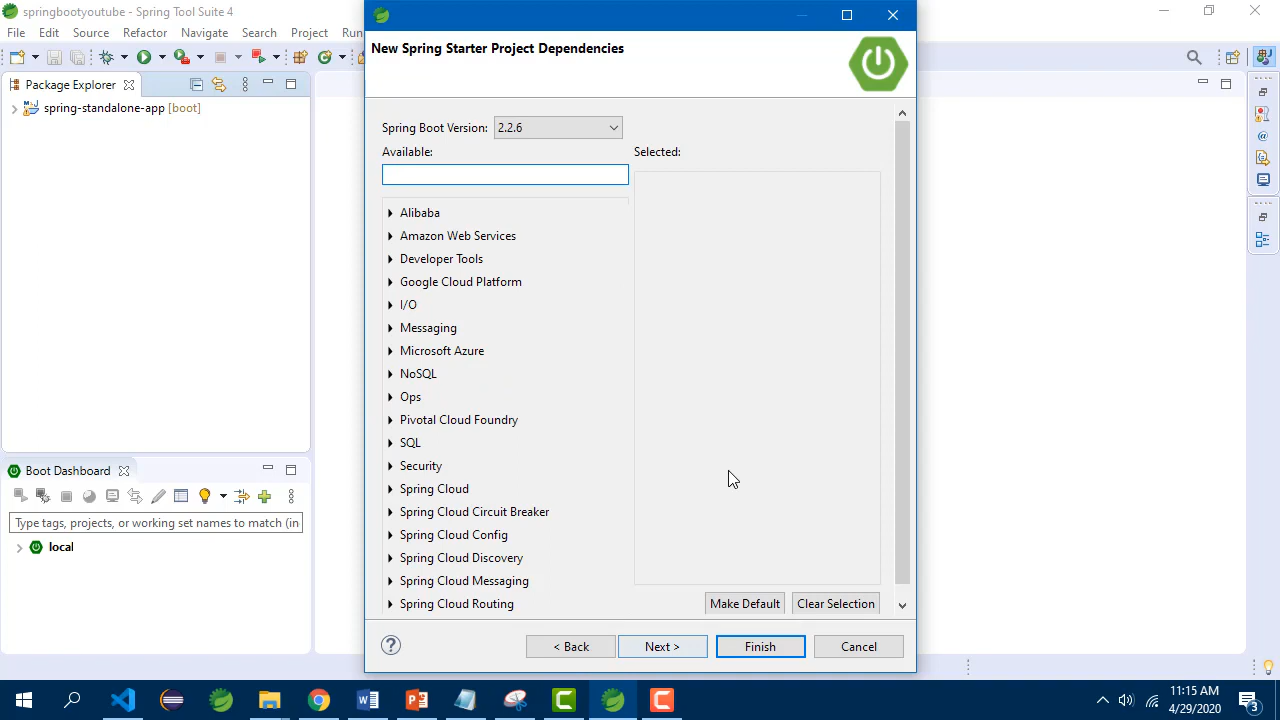 springbootyoutube - Spring Tool Suite 4
File Edit Source Refactor Navigate Search Project Run
Package Explorer
spring-standalone-app [boot]
Boot Dashboard
Type tags, projects, or working set names to match (in
local
New Spring Starter Project Dependencies
Spring Boot Version: 2.2.6
Available: Selected:
Alibaba
Amazon Web Services
Developer Tools
Google Cloud Platform
I/O
Messaging
Microsoft Azure
NoSQL
Ops
Pivotal Cloud Foundry
SQL
Security
Spring Cloud
Spring Cloud Circuit Breaker
Spring Cloud Config
Spring Cloud Discovery
Spring Cloud Messaging
Spring Cloud Routing
Make Default Clear Selection
? < Back Next > Finish Cancel
11:15 AM
4/29/2020
3